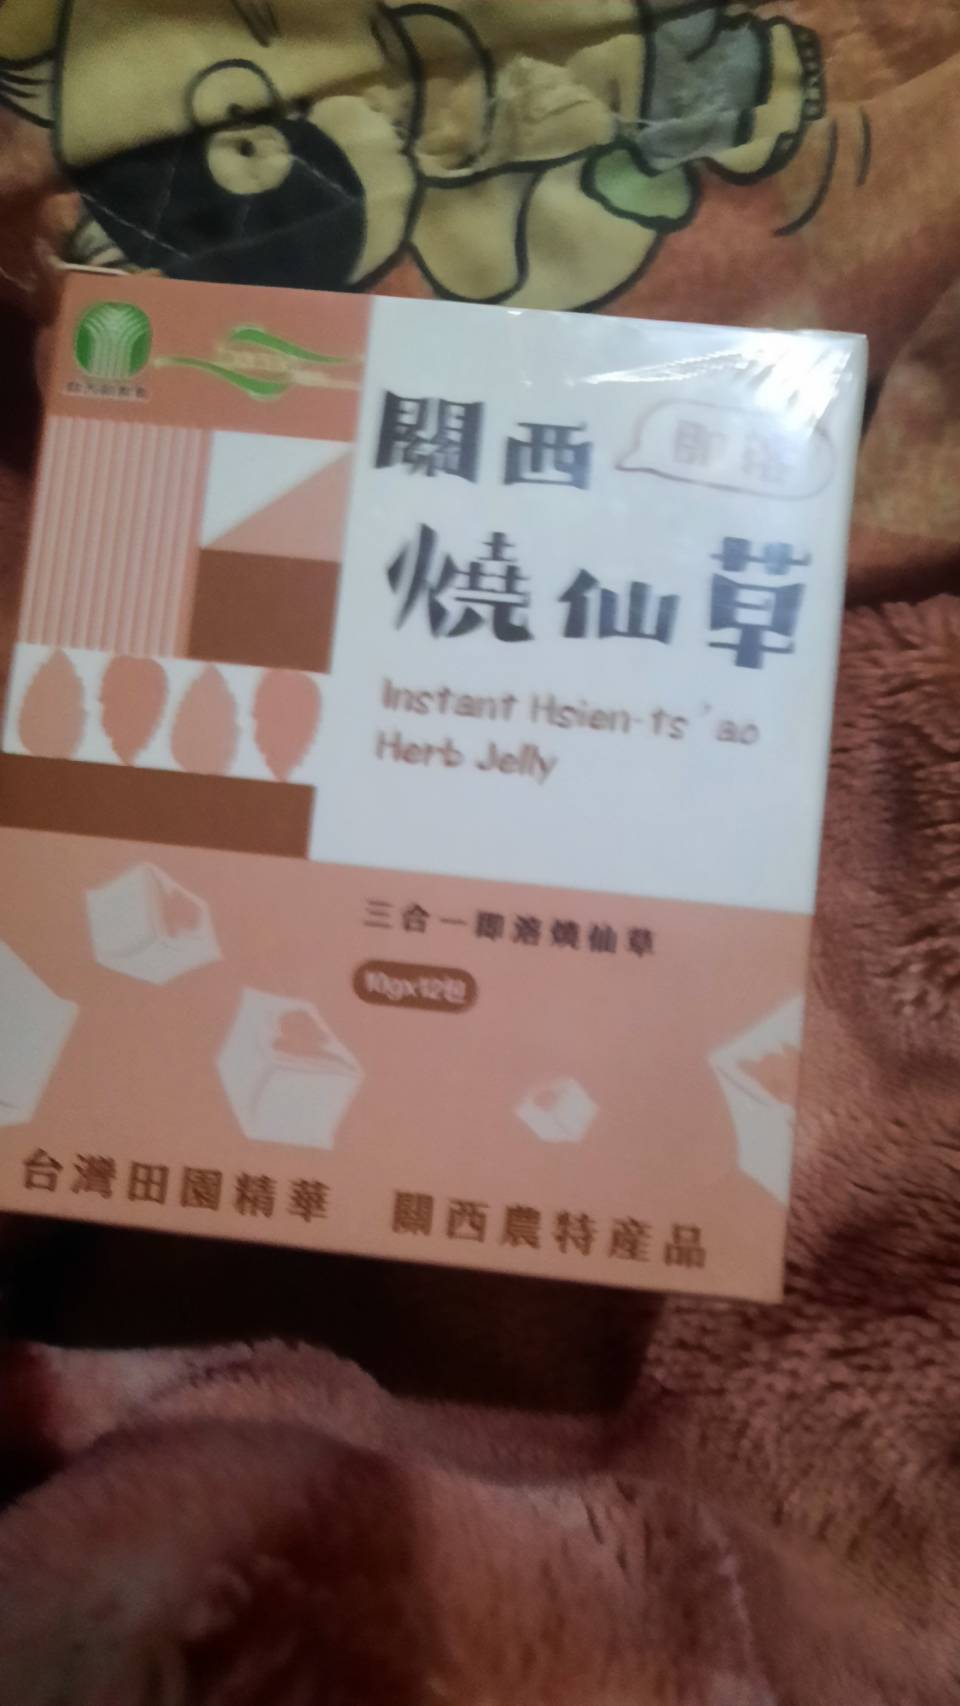 關西
即溶
燒仙草
Instant Hsien-ts'ao
Herb Jelly
三合一即溶燒仙草
10gx12包
台灣田園精華 關西農特産品